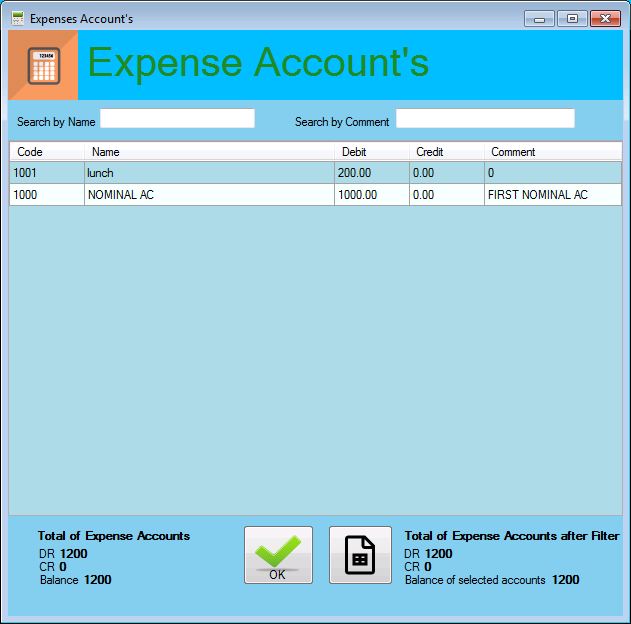 Expenses Account's
123456
Expense Account's
Search by Name
Search by Comment
Code Name Debit Credit Comment
1001 lunch 200.00 0.00 0
1000 NOMINAL AC 1000.00 0.00 FIRST NOMINAL AC
Total of Expense Accounts
DR 1200
CR 0
Balance 1200
OK
Total of Expense Accounts after Filter
DR 1200
CR 0
Balance of selected accounts 1200